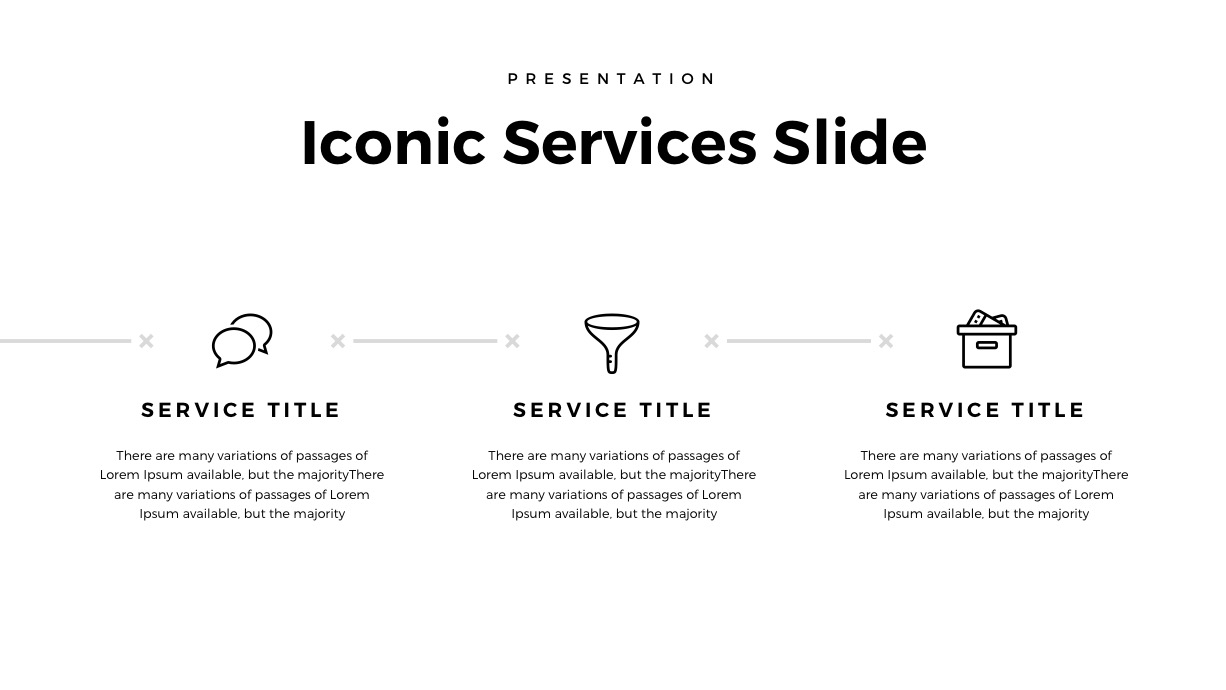 PRESENTATION
Iconic Services Slide
SERVICE TITLE
There are many variations of passages of
Lorem Ipsum available, but the majorityThere
are many variations of passages of Lorem
Ipsum available, but the majority
SERVICE TITLE
There are many variations of passages of
Lorem Ipsum available, but the majorityThere
are many variations of passages of Lorem
Ipsum available, but the majority
SERVICE TITLE
There are many variations of passages of
Lorem Ipsum available, but the majorityThere
are many variations of passages of Lorem
Ipsum available, but the majority